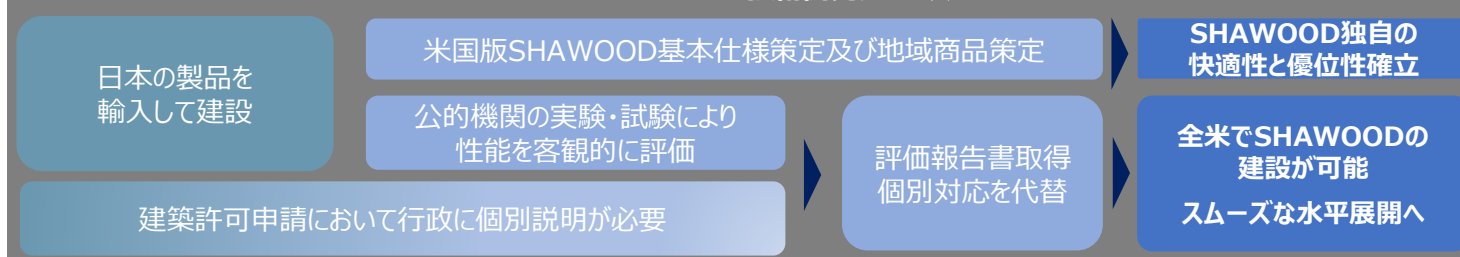 日本の製品を
輸入して建設
米国版SHAWOOD基本仕様策定及び地域商品策定
SHAWOOD独自の
快適性と優位性確立
公的機関の実験・試験により
性能を客観的に評価
評価報告書取得
個別対応を代替
全米でSHAWOODの
建設が可能
スムーズな水平展開へ
建築許可申請において行政に個別説明が必要